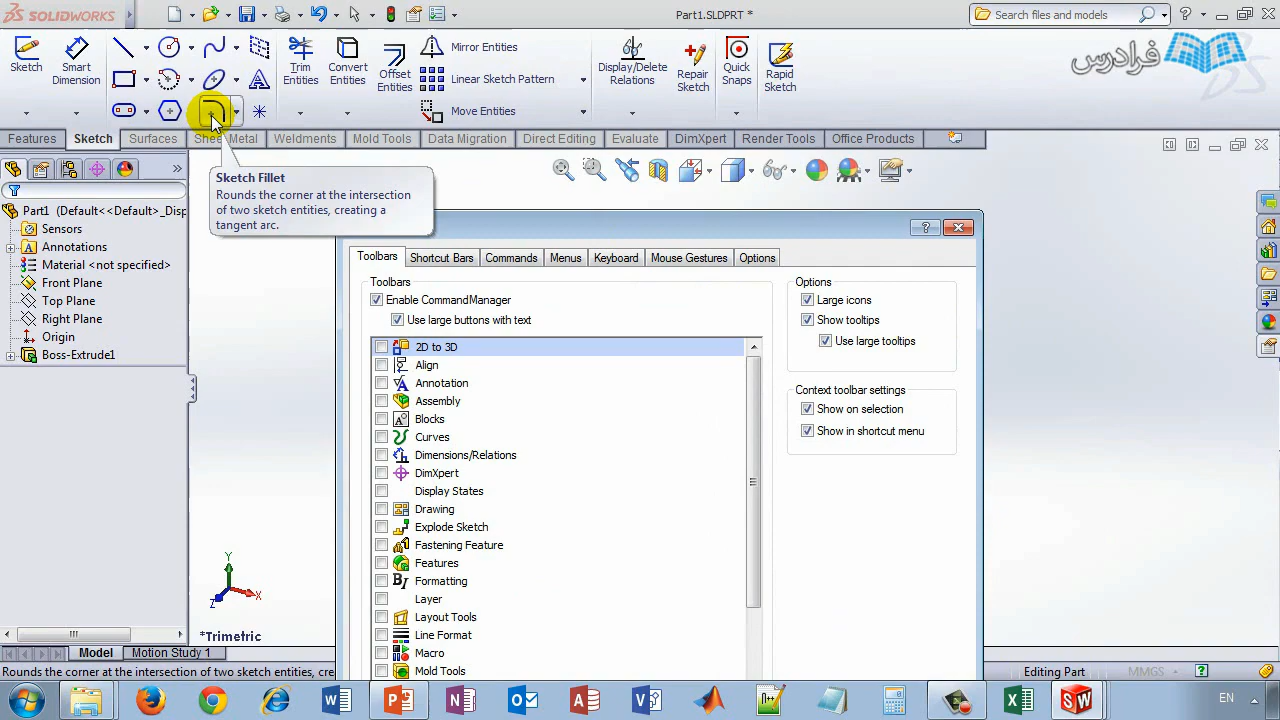 SOLIDWORKS
Part1.SLDPRT *
Search files and models
Sketch
Smart Dimension
Trim Entities
Convert Entities
Offset Entities
Mirror Entities
Linear Sketch Pattern
Move Entities
Display/Delete Relations
Repair Sketch
Quick Snaps
Rapid Sketch
فرادرس
Features
Sketch
Surfaces
Sheet Metal
Weldments
Mold Tools
Data Migration
Direct Editing
Evaluate
DimXpert
Render Tools
Office Products
Sketch Fillet
Rounds the corner at the intersection
of two sketch entities, creating a
tangent arc.
Part1 (Default<<Default>_Disp
Sensors
Annotations
Material <not specified>
Front Plane
Top Plane
Right Plane
Origin
Boss-Extrude1
Toolbars
Shortcut Bars
Commands
Menus
Keyboard
Mouse Gestures
Options
Toolbars
Enable CommandManager
Use large buttons with text
2D to 3D
Align
Annotation
Assembly
Blocks
Curves
Dimensions/Relations
DimXpert
Display States
Drawing
Explode Sketch
Fastening Feature
Features
Formatting
Layer
Layout Tools
Line Format
Macro
Mold Tools
Options
Large icons
Show tooltips
Use large tooltips
Context toolbar settings
Show on selection
Show in shortcut menu
Y
X
Z
*Trimetric
Model
Motion Study 1
Rounds the corner at the intersection of two sketch entities, cre
Editing Part
MMGS
EN